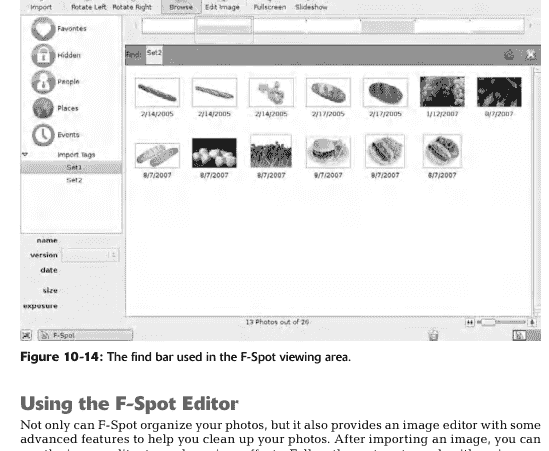 Import Rotate Left Rotate Right Browse Edit Image Fullscreen Slideshow
Favorites
Hidden
People
Places
Events
Import Tags
Set1
Set2
Find: Set2
2/14/2005 2/14/2005 2/14/2005 2/17/2005 2/17/2005 1/12/2007 8/7/2007
8/7/2007 8/7/2007 8/7/2007 8/7/2007 8/7/2007 8/7/2007
name
version
date
size
exposure
13 Photos out of 26
F-Spot
Figure 10-14: The find bar used in the F-Spot viewing area.
Using the F-Spot Editor
Not only can F-Spot organize your photos, but it also provides an image editor with some
advanced features to help you clean up your photos. After importing an image, you can